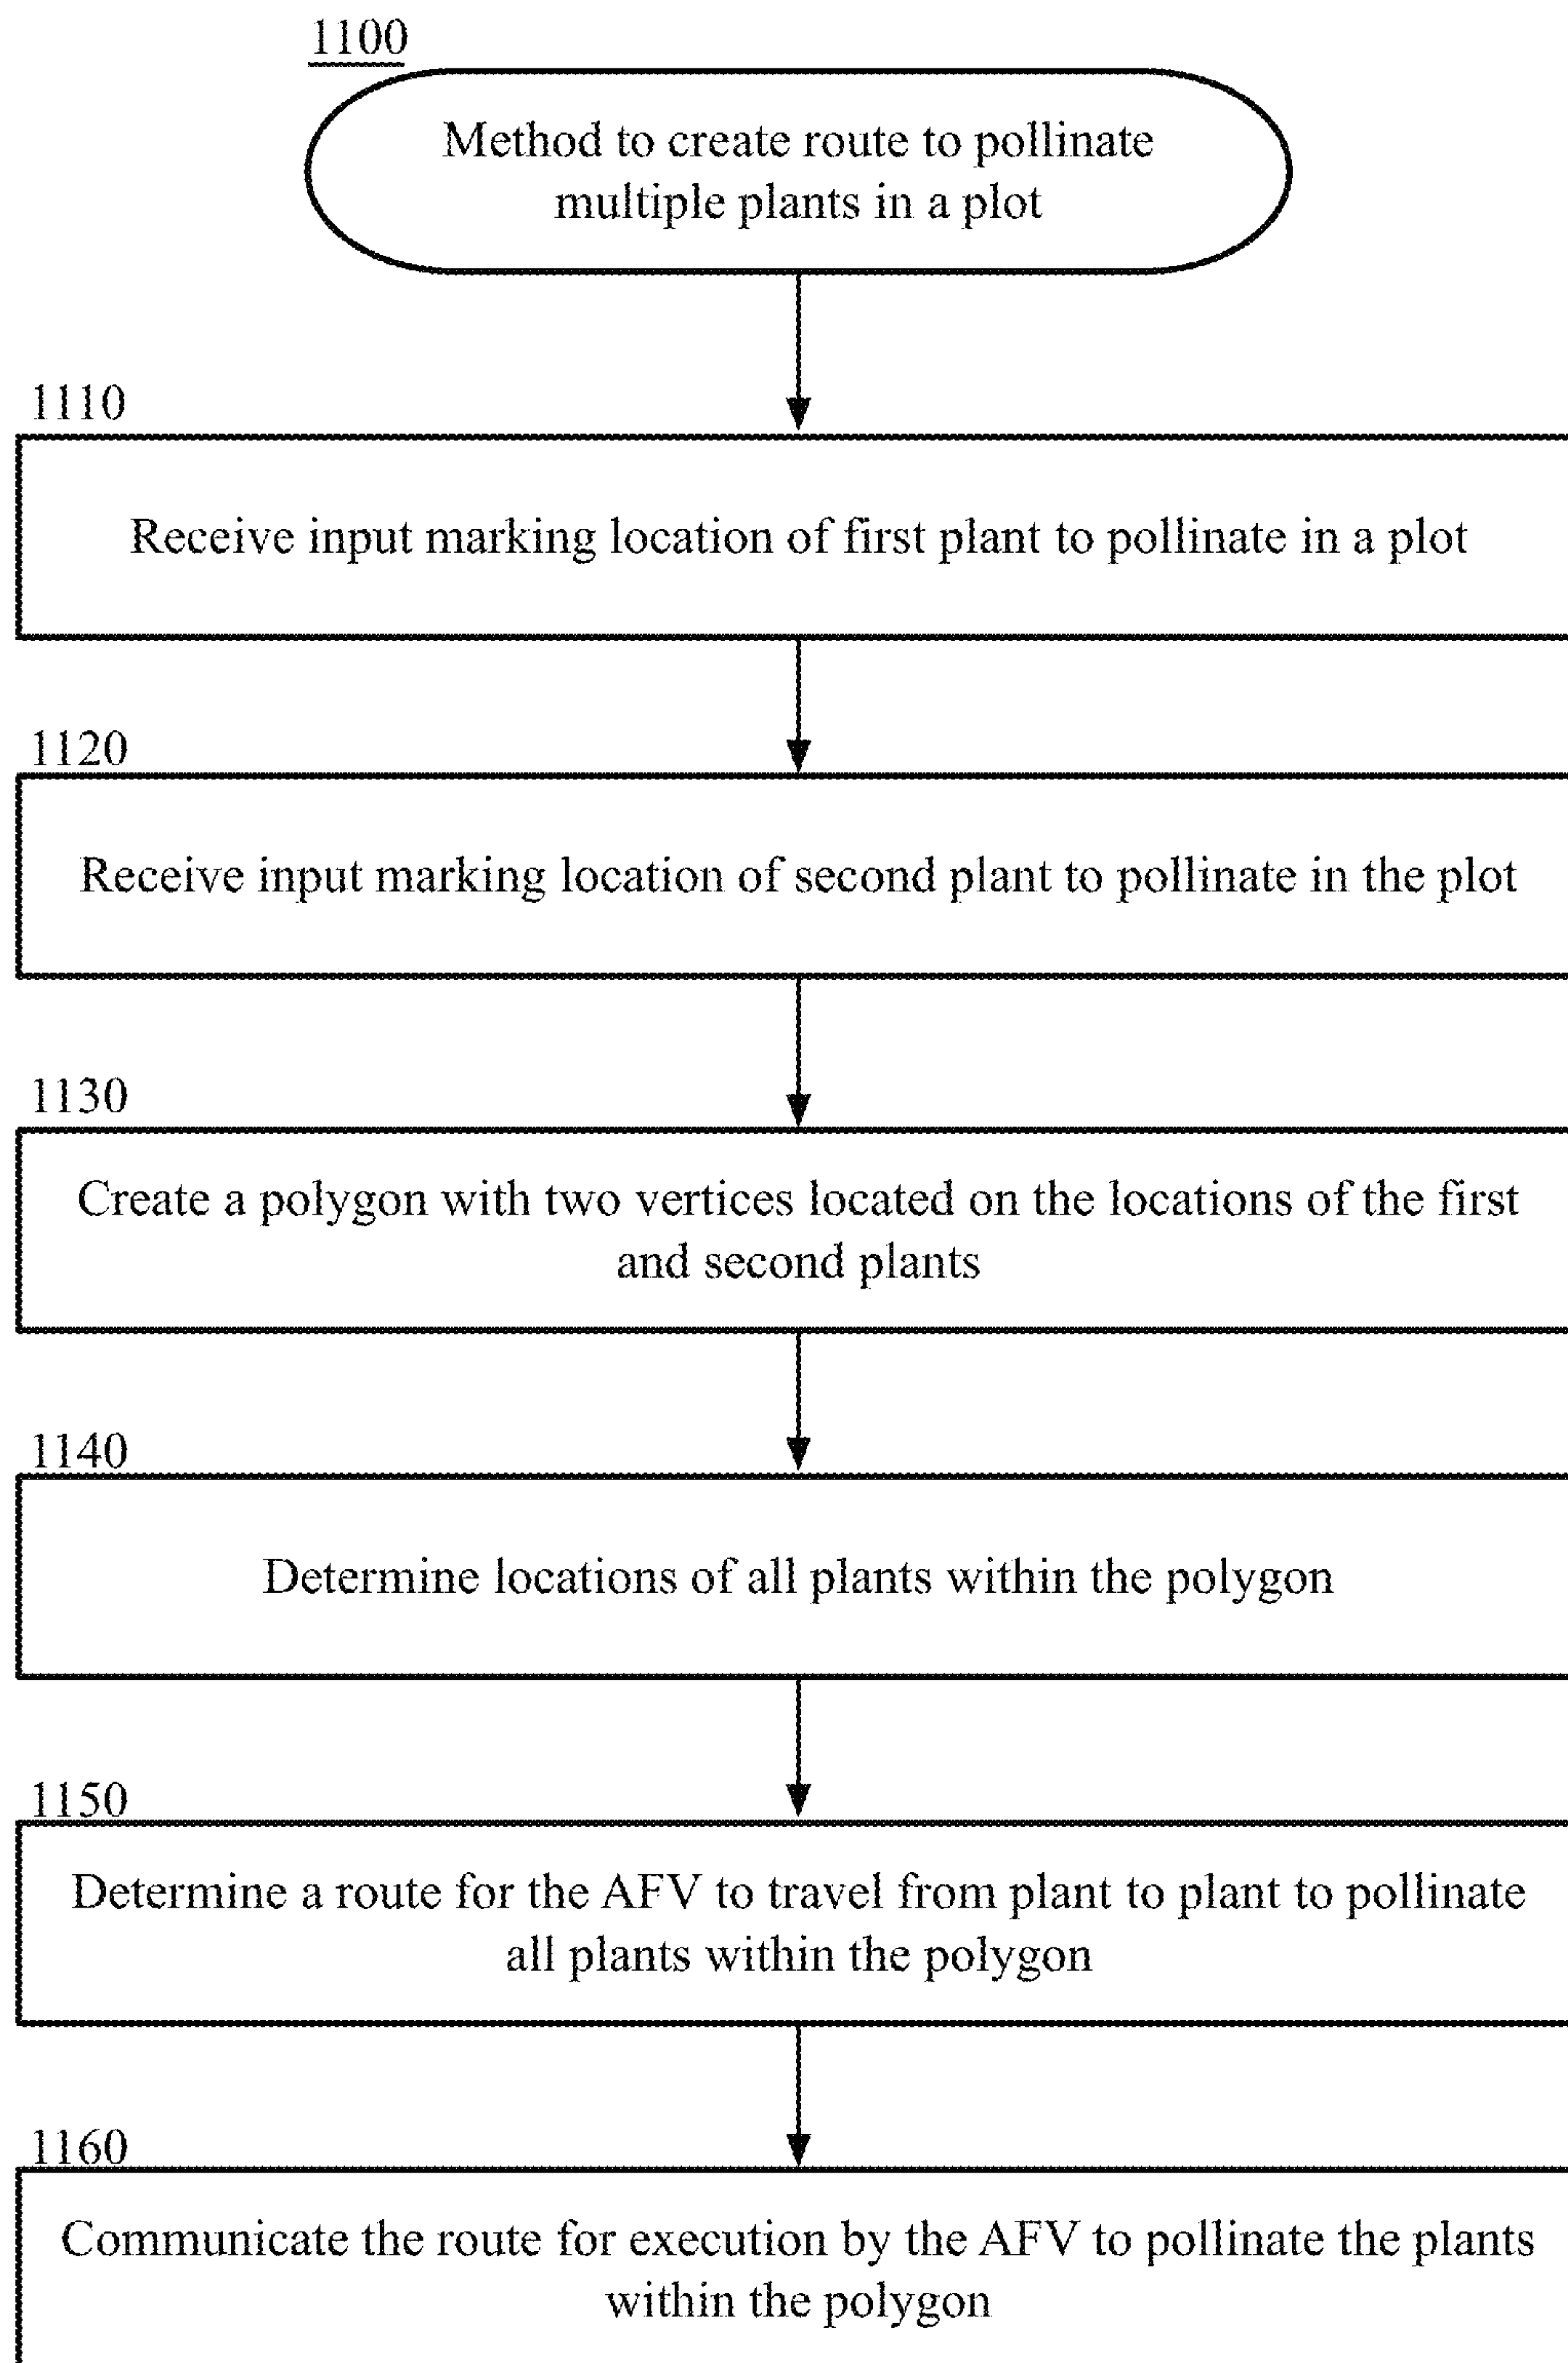 1100
Method to create route to pollinate
multiple plants in a plot
1110
Receive input marking location of first plant to pollinate in a plot
1120
Receive input marking location of second plant to pollinate in the plot
1130
Create a polygon with two vertices located on the locations of the first
and second plants
1140
Determine locations of all plants within the polygon
1150
Determine a route for the AFV to travel from plant to plant to pollinate
all plants within the polygon
1160
Communicate the route for execution by the AFV to pollinate the plants
within the polygon